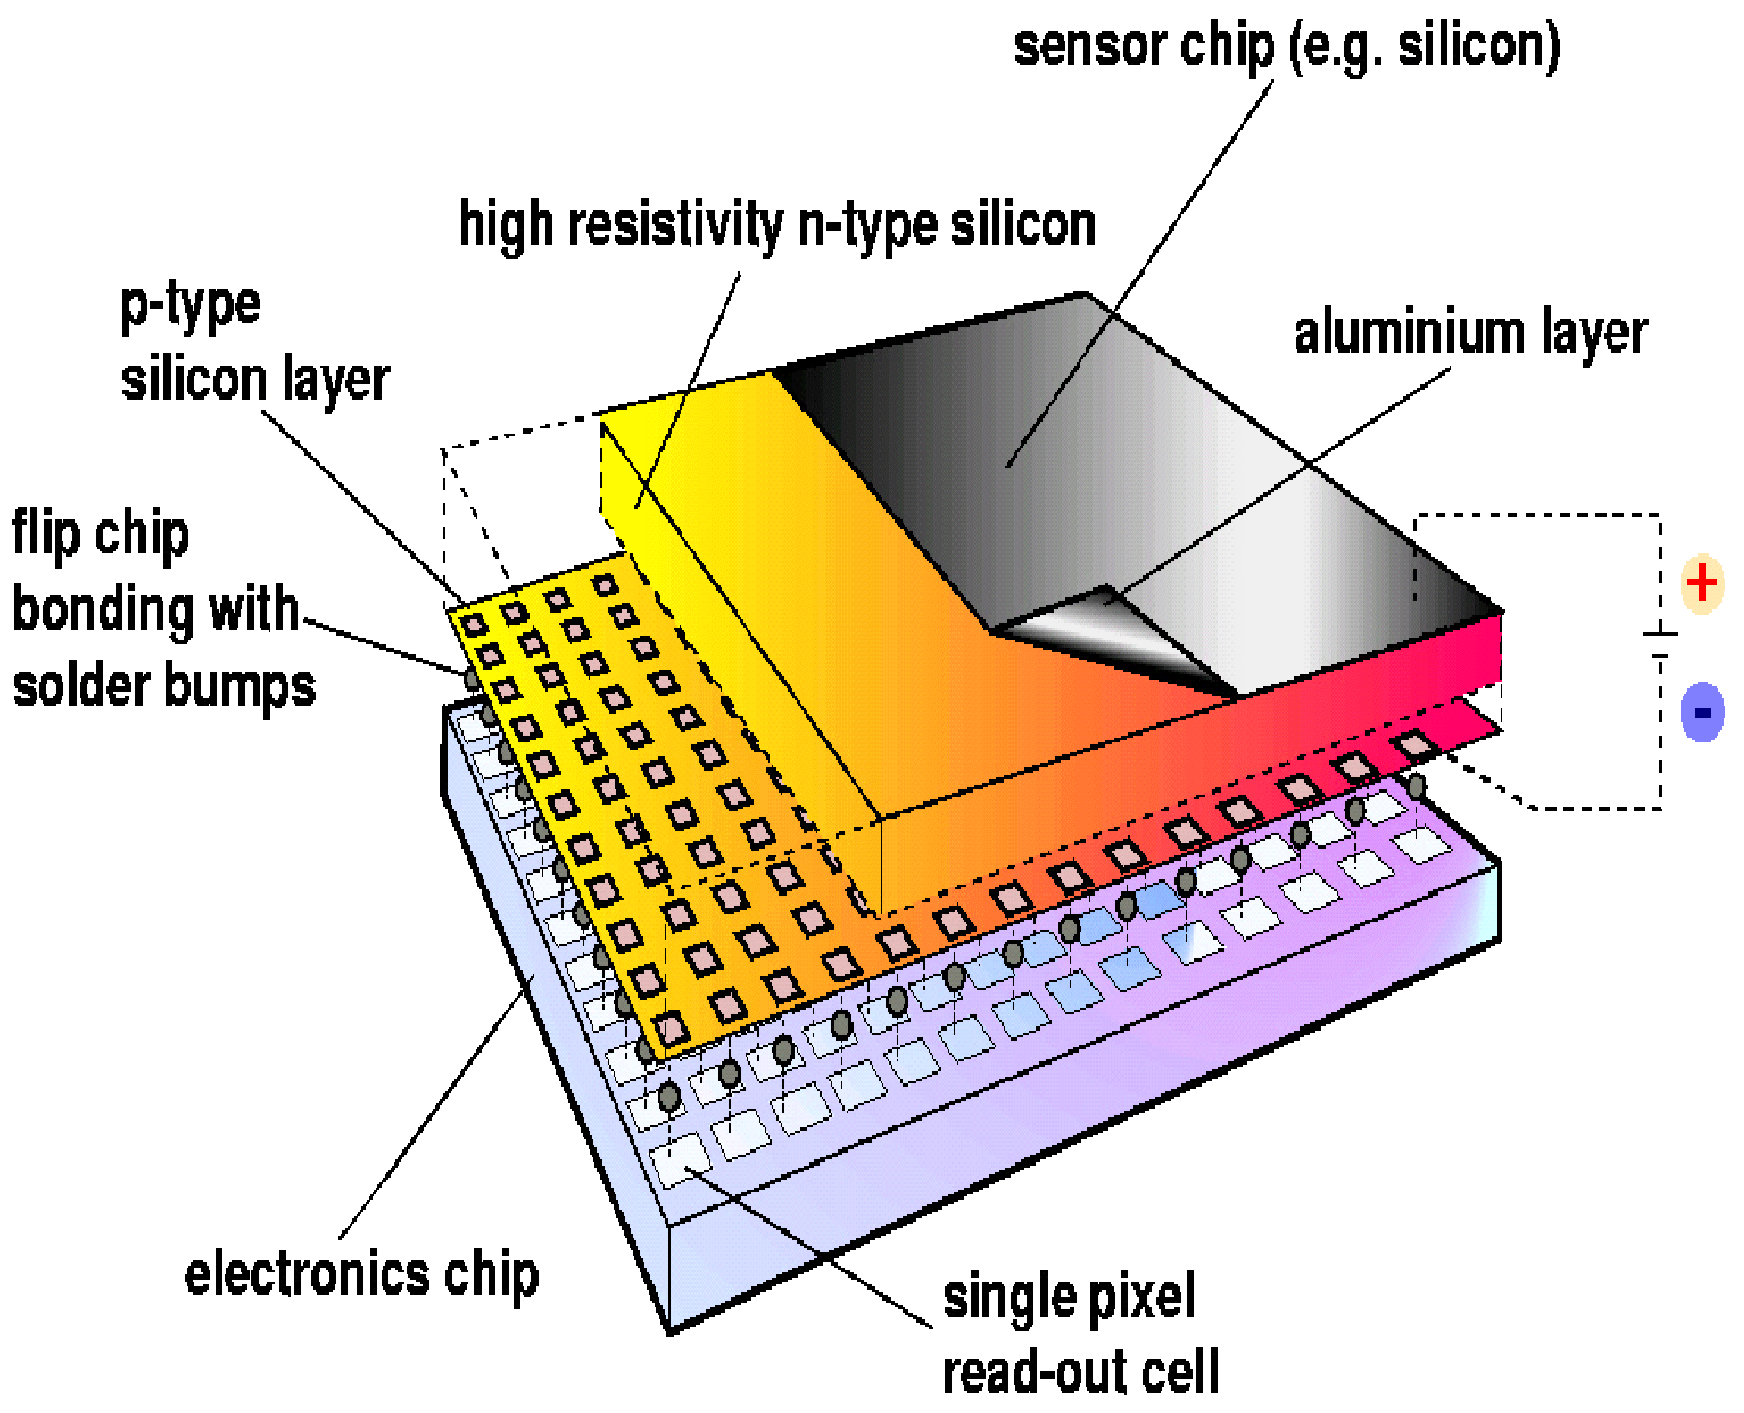 sensor chip (e.g. silicon)
high resistivity n-type silicon
p-type
silicon layer
aluminium layer
flip chip
bonding with
solder bumps
+
-
electronics chip
single pixel
read-out cell